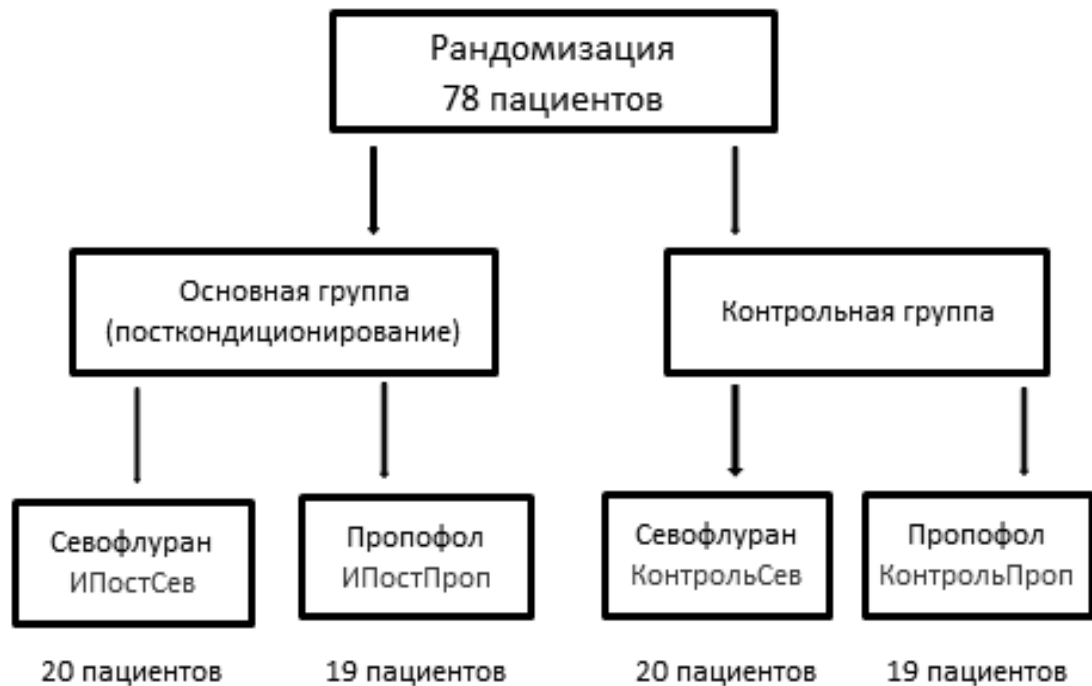 Рандомизация
78 пациентов
Основная группа
(посткондиционирование)
Контрольная группа
Севофлуран
ИПостСев
Пропофол
ИПостПроп
Севофлуран
КонтрольСев
Пропофол
КонтрольПроп
20 пациентов
19 пациентов
20 пациентов
19 пациентов